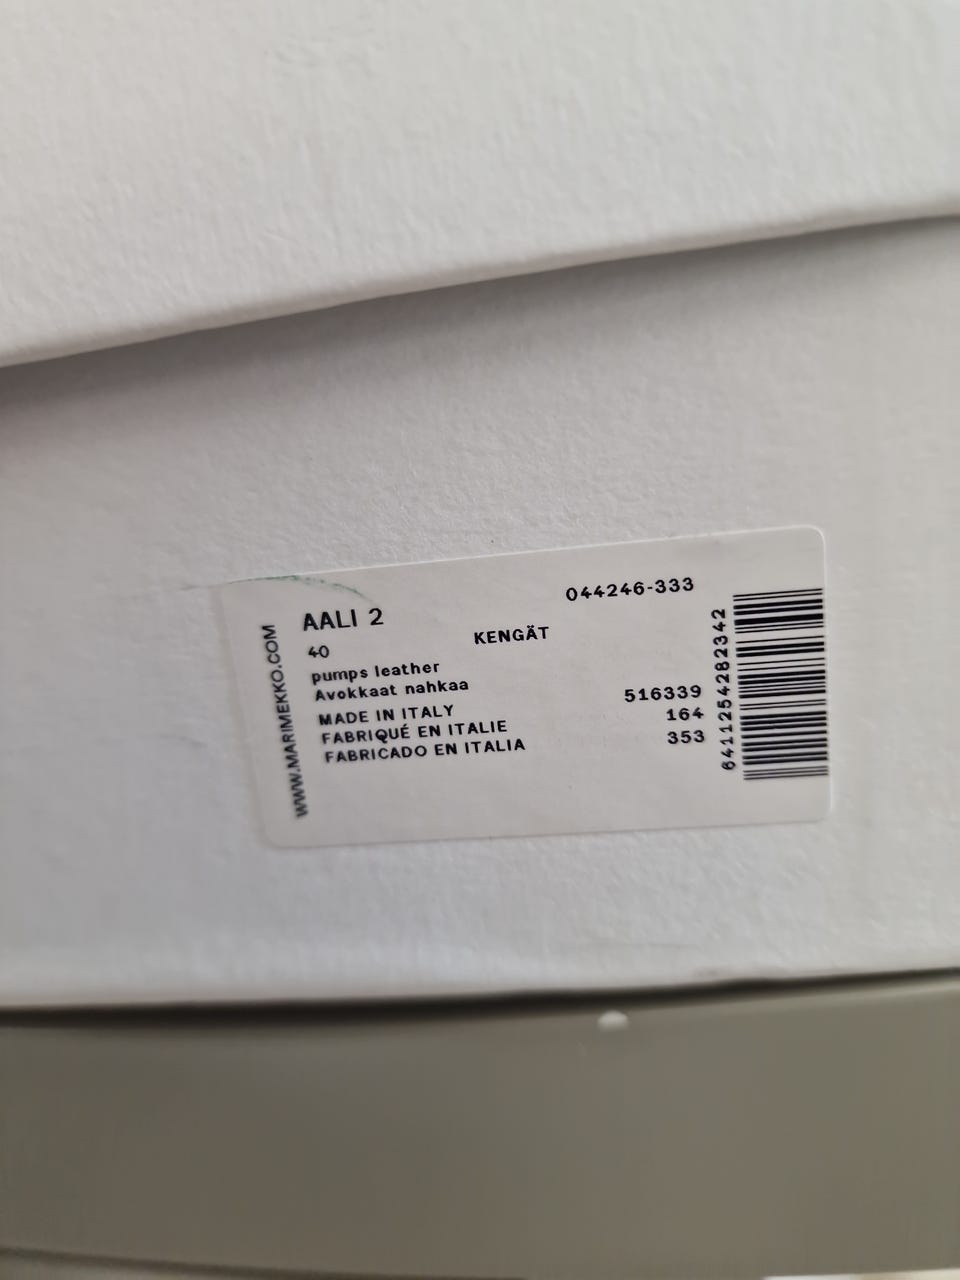 WWW.MARIMEKKO.COM
AALI 2
044246-333
40
KENGÄT
pumps leather
Avokkaat nahkaa
516339
MADE IN ITALY
164
FABRIQUÉ EN ITALIE
353
FABRICADO EN ITALIA
6411254282342